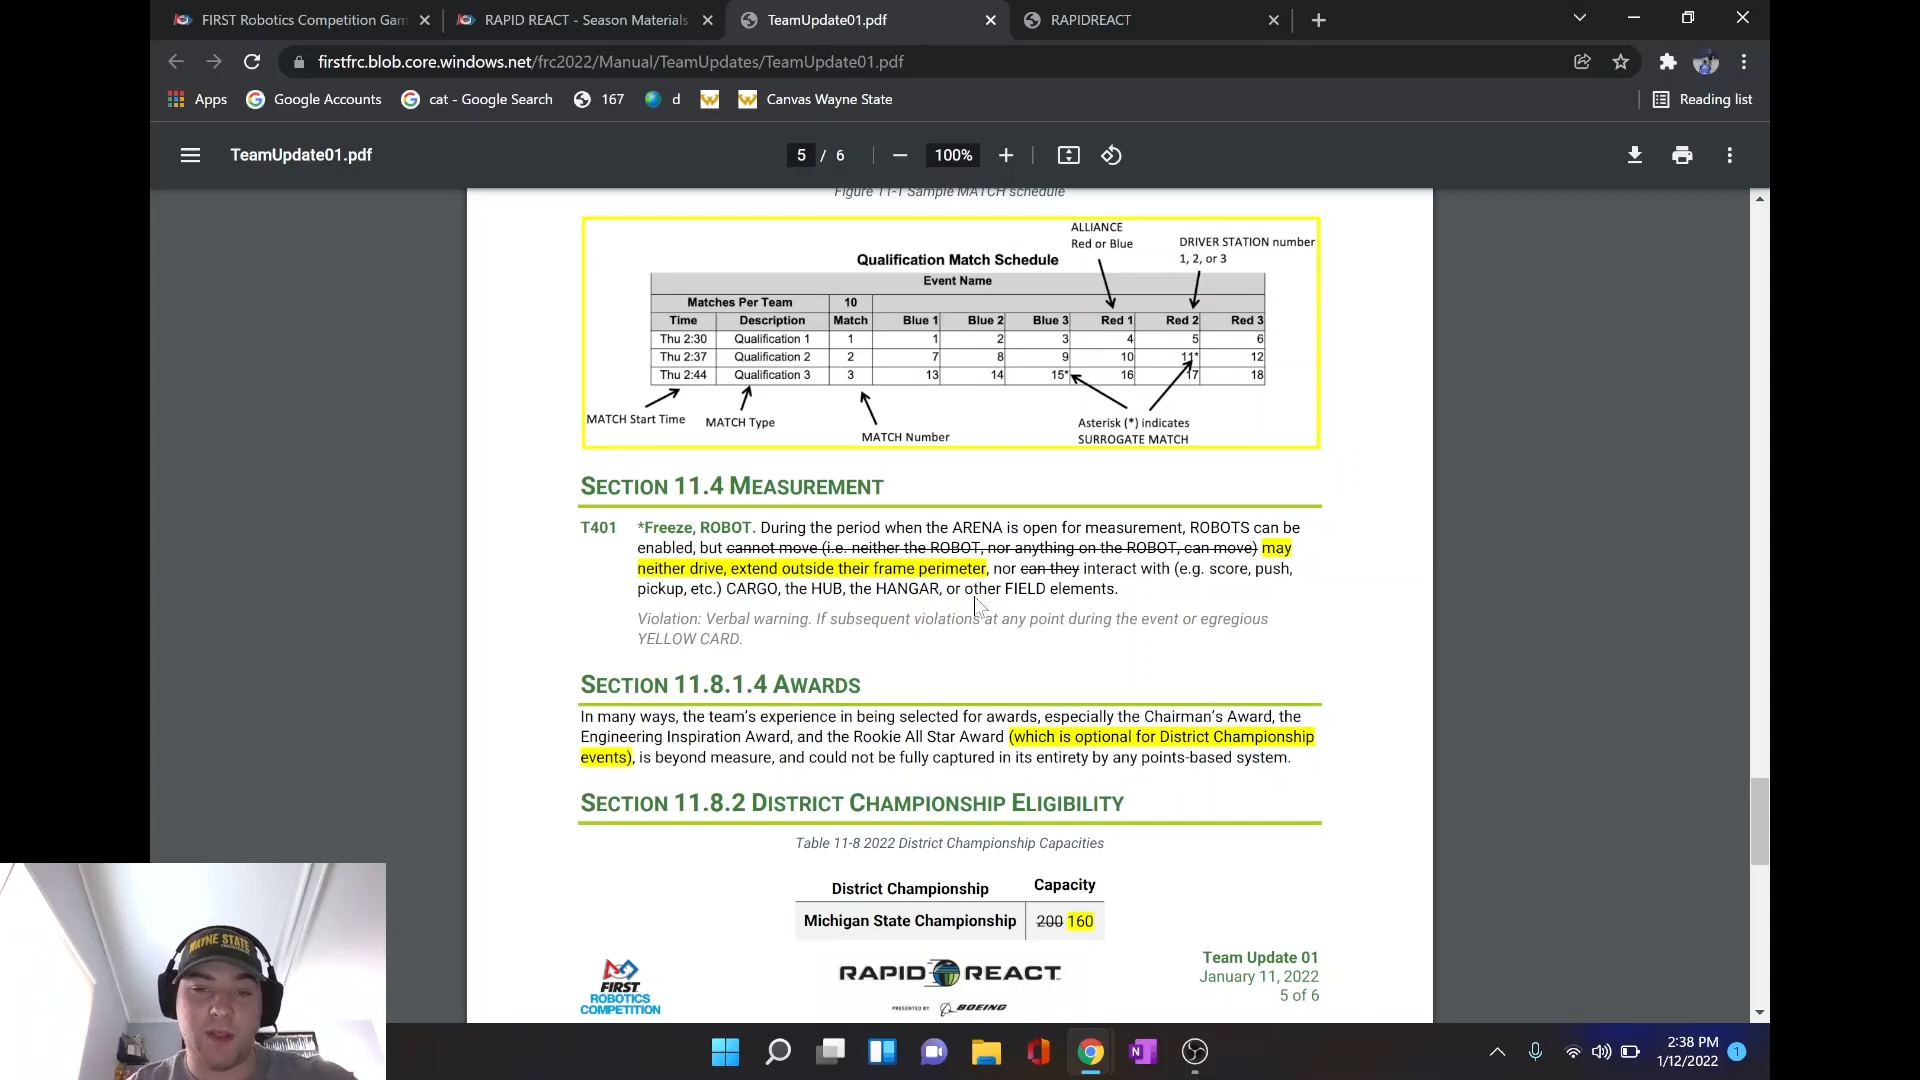 FIRST Robotics Competition Gam
RAPID REACT - Season Materials
TeamUpdate01.pdf
RAPIDREACT
firstfrc.blob.core.windows.net/frc2022/Manual/TeamUpdates/TeamUpdate01.pdf
Apps
Google Accounts
cat - Google Search
167
d
Canvas Wayne State
Reading list
TeamUpdate01.pdf
5 / 6
100%
Figure 11-1 Sample MATCH schedule
ALLIANCE
Red or Blue
DRIVER STATION number
1, 2, or 3
Qualification Match Schedule
Event Name
Matches Per Team 10
Time Description Match Blue 1 Blue 2 Blue 3 Red 1 Red 2 Red 3
Thu 2:30 Qualification 1 1 1 2 3 4 5 6
Thu 2:37 Qualification 2 2 7 8 9 10 11* 12
Thu 2:44 Qualification 3 3 13 14 15* 16 17 18
MATCH Start Time
MATCH Type
MATCH Number
Asterisk (*) indicates
SURROGATE MATCH
SECTION 11.4 MEASUREMENT
T401 *Freeze, ROBOT. During the period when the ARENA is open for measurement, ROBOTS can be
enabled, but cannot move (i.e. neither the ROBOT, nor anything on the ROBOT, can move) may
neither drive, extend outside their frame perimeter, nor can they interact with (e.g. score, push,
pickup, etc.) CARGO, the HUB, the HANGAR, or other FIELD elements.
Violation: Verbal warning. If subsequent violations at any point during the event or egregious
YELLOW CARD.
SECTION 11.8.1.4 AWARDS
In many ways, the team's experience in being selected for awards, especially the Chairman's Award, the
Engineering Inspiration Award, and the Rookie All Star Award (which is optional for District Championship
events), is beyond measure, and could not be fully captured in its entirety by any points-based system.
SECTION 11.8.2 DISTRICT CHAMPIONSHIP ELIGIBILITY
Table 11-8 2022 District Championship Capacities
District Championship Capacity
Michigan State Championship 200 160
FIRST
ROBOTICS
COMPETITION
RAPID REACT
PRESENTED BY BOEING
Team Update 01
January 11, 2022
5 of 6
WAYNE STATE
2:38 PM
1/12/2022
1